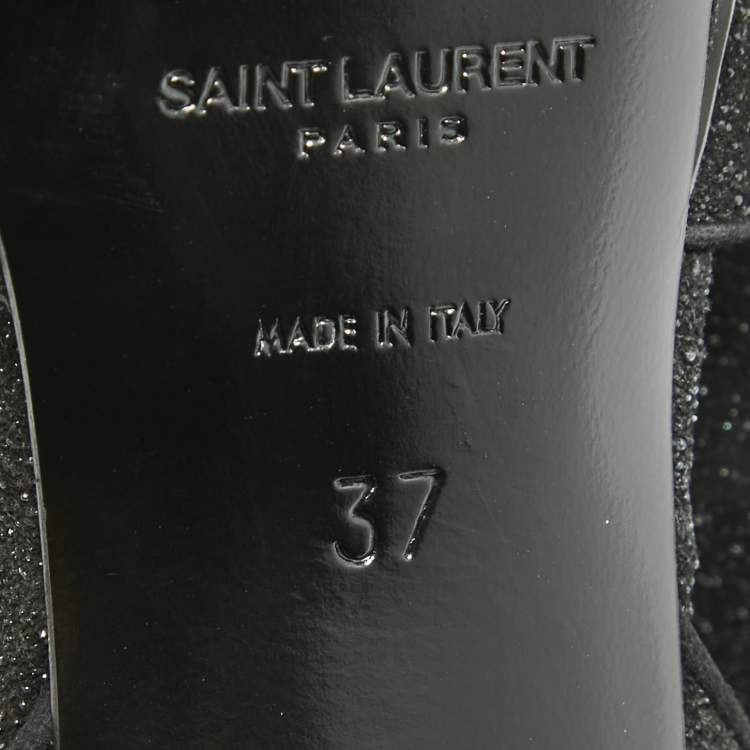 SAINT LAURENT
PARIS
MADE IN ITALY
37